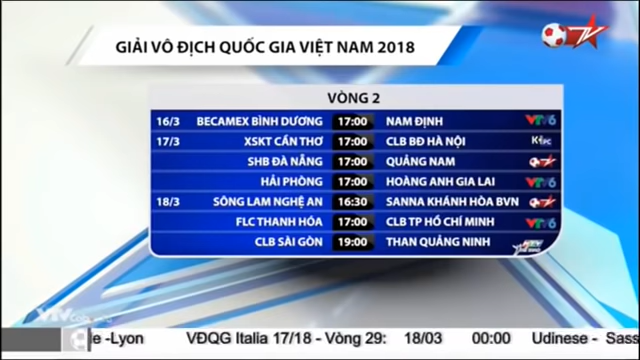 GIẢI VÔ ĐỊCH QUỐC GIA VIỆT NAM 2018
VÒNG 2
16/3 BECAMEX BÌNH DƯƠNG 17:00 NAM ĐỊNH VTV6
17/3 XSKT CẦN THƠ 17:00 CLB BĐ HÀ NỘI
SHB ĐÀ NẴNG 17:00 QUẢNG NAM
HẢI PHÒNG 17:00 HOÀNG ANH GIA LAI VTV6
18/3 SÔNG LAM NGHỆ AN 16:30 SANNA KHÁNH HÒA BVN
FLC THANH HÓA 17:00 CLB TP HỒ CHÍ MINH VTV6
CLB SÀI GÒN 19:00 THAN QUẢNG NINH
e -Lyon VĐQG Italia 17/18 - Vòng 29: 18/03 00:00 Udinese - Sass